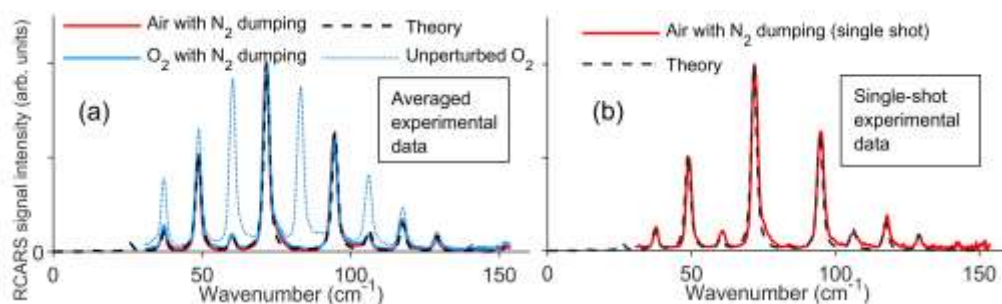 Air with N2 dumping
Theory
O2 with N2 dumping
Unperturbed O2
(a)
Averaged
experimental
data
RCARS signal intensity (arb. units)
0
0 50 100 150
Wavenumber (cm-1)
Air with N2 dumping (single shot)
Theory
(b)
Single-shot
experimental
data
0 50 100 150
Wavenumber (cm-1)